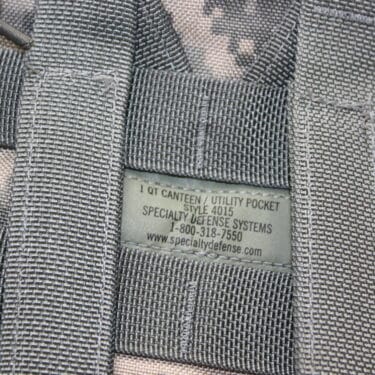 1 QT CANTEEN / UTILITY POCKET
STYLE 4015
SPECIALTY DEFENSE SYSTEMS
1-800-318-7550
www.specialtydefense.com